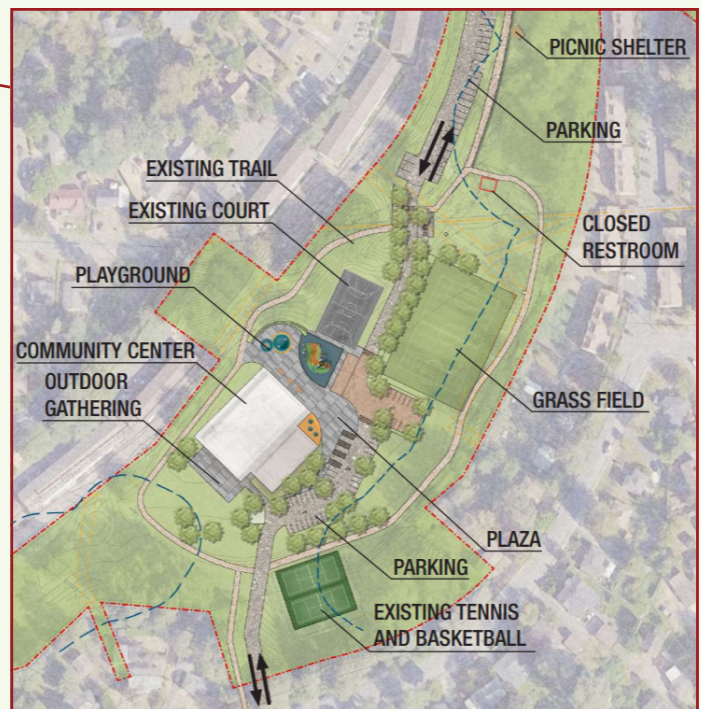 PICNIC SHELTER
PARKING
EXISTING TRAIL
EXISTING COURT
CLOSED
RESTROOM
PLAYGROUND
COMMUNITY CENTER
OUTDOOR
GATHERING
GRASS FIELD
PLAZA
PARKING
EXISTING TENNIS
AND BASKETBALL